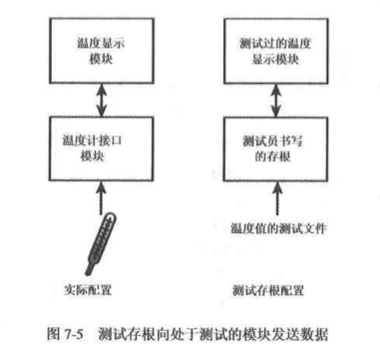 温度显示
模块
测试过的温度
显示模块
温度计接口
模块
测试员书写
的存根
温度值的测试文件
实际配置
测试存根配置
图 7-5 测试存根向处于测试的模块发送数据